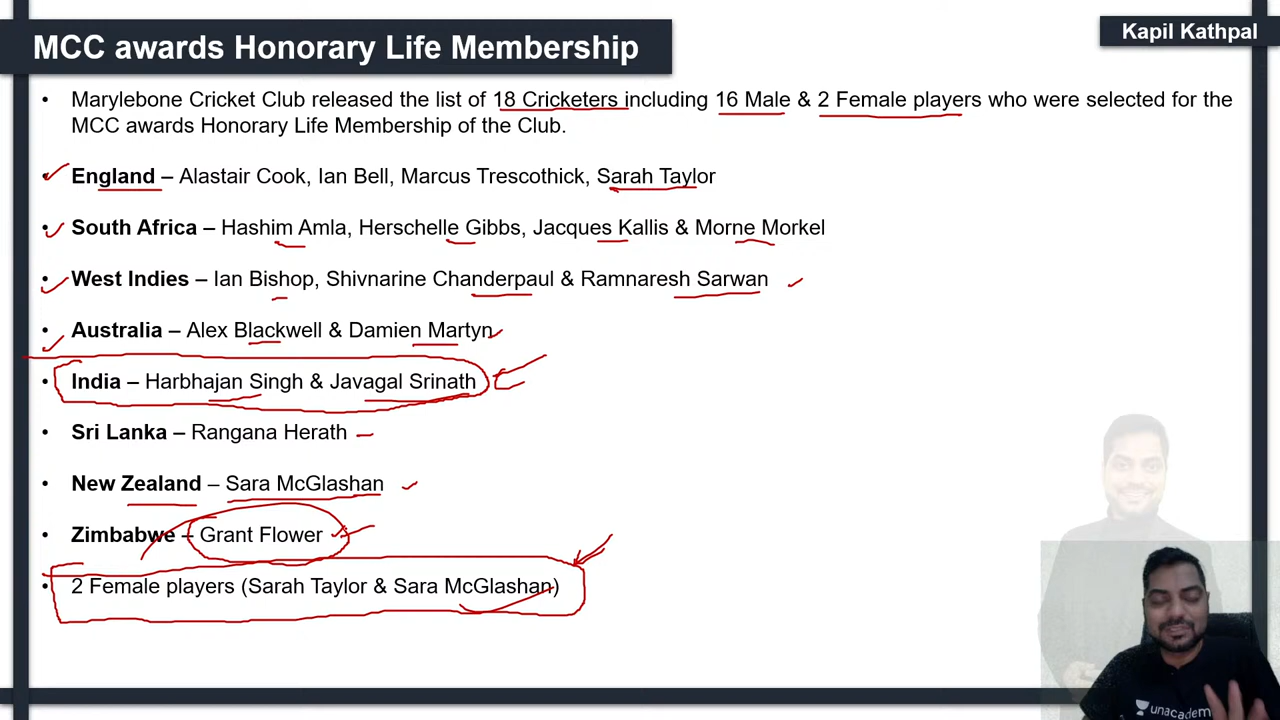 MCC awards Honorary Life Membership
Kapil Kathpal
• Marylebone Cricket Club released the list of 18 Cricketers including 16 Male & 2 Female players who were selected for the
MCC awards Honorary Life Membership of the Club.
• England – Alastair Cook, Ian Bell, Marcus Trescothick, Sarah Taylor
• South Africa – Hashim Amla, Herschelle Gibbs, Jacques Kallis & Morne Morkel
• West Indies – Ian Bishop, Shivnarine Chanderpaul & Ramnaresh Sarwan
• Australia – Alex Blackwell & Damien Martyn
• India – Harbhajan Singh & Javagal Srinath
• Sri Lanka – Rangana Herath
• New Zealand – Sara McGlashan
• Zimbabwe – Grant Flower
• 2 Female players (Sarah Taylor & Sara McGlashan)
unacademy